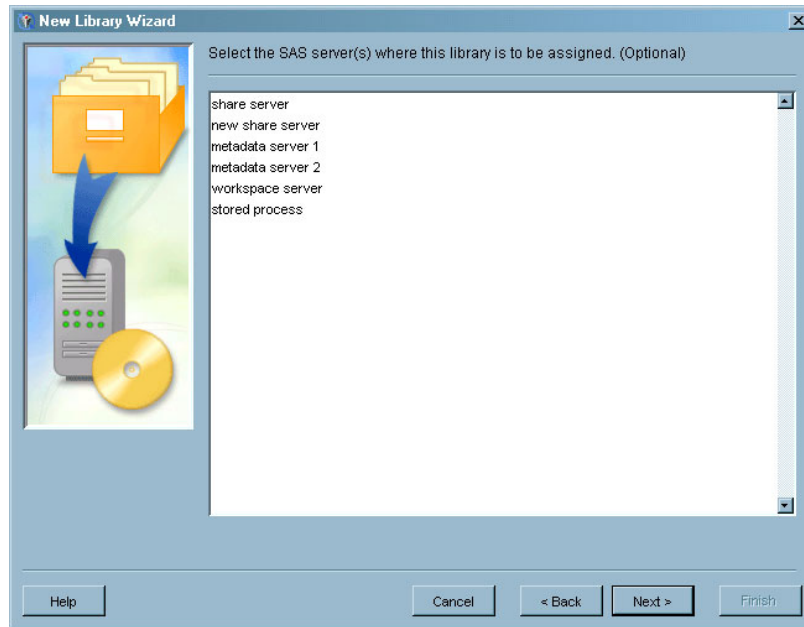 New Library Wizard
Select the SAS server(s) where this library is to be assigned. (Optional)
share server
new share server
metadata server 1
metadata server 2
workspace server
stored process
Help
Cancel
< Back
Next >
Finish